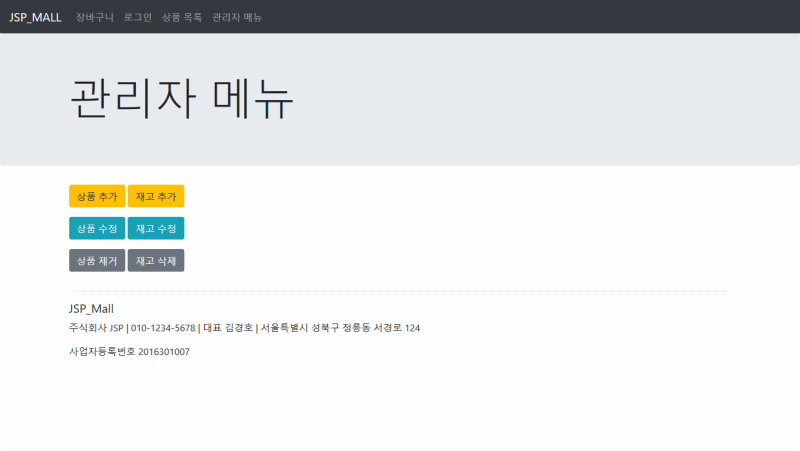 JSP_MALL 장바구니 로그인 상품 목록 관리자 메뉴
관리자 메뉴
상품 추가 재고 추가
상품 수정 재고 수정
상품 제거 재고 삭제
JSP_Mall
주식회사 JSP | 010-1234-5678 | 대표 김경호 | 서울특별시 성북구 정릉동 서경로 124
사업자등록번호 2016301007